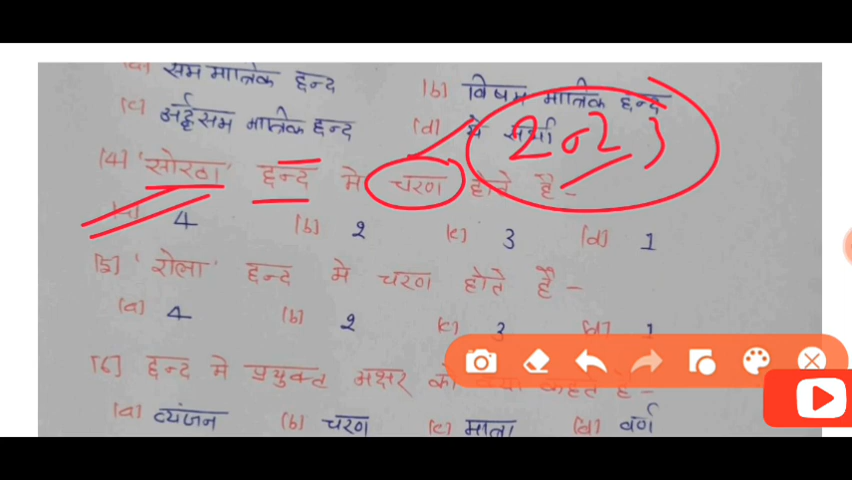 (a) सम मात्रिक छन्द (b) विषम मात्रिक छन्द
(c) अर्द्धसम मात्रिक छन्द (d) ये सभी
2023
(4) 'सोरठा' छन्द मे चरण होते है -
(a) 4 (b) 2 (c) 3 (d) 1
(5) 'रोला' छन्द मे चरण होते है -
(a) 4 (b) 2 (c) 3 (d) 1
(6) छन्द मे प्रयुक्त अक्षर को क्या कहते है -
(a) व्यंजन (b) चरण (c) मात्रा (d) वर्ण